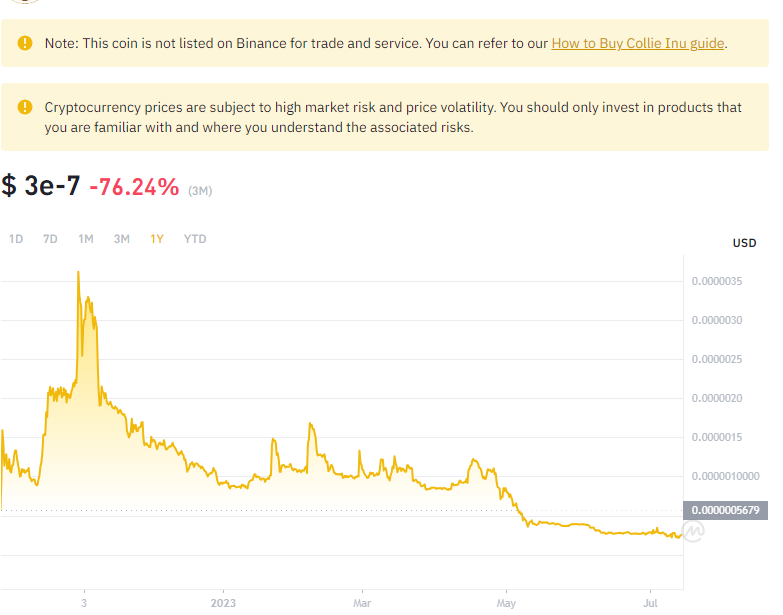 Note: This coin is not listed on Binance for trade and service. You can refer to our How to Buy Collie Inu guide.
Cryptocurrency prices are subject to high market risk and price volatility. You should only invest in products that
you are familiar with and where you understand the associated risks.
$ 3e-7 -76.24% (3M)
1D 7D 1M 3M 1Y YTD
USD
0.0000035
0.0000030
0.0000025
0.0000020
0.0000015
0.0000010000
0.0000005679
3 2023 Mar May Jul